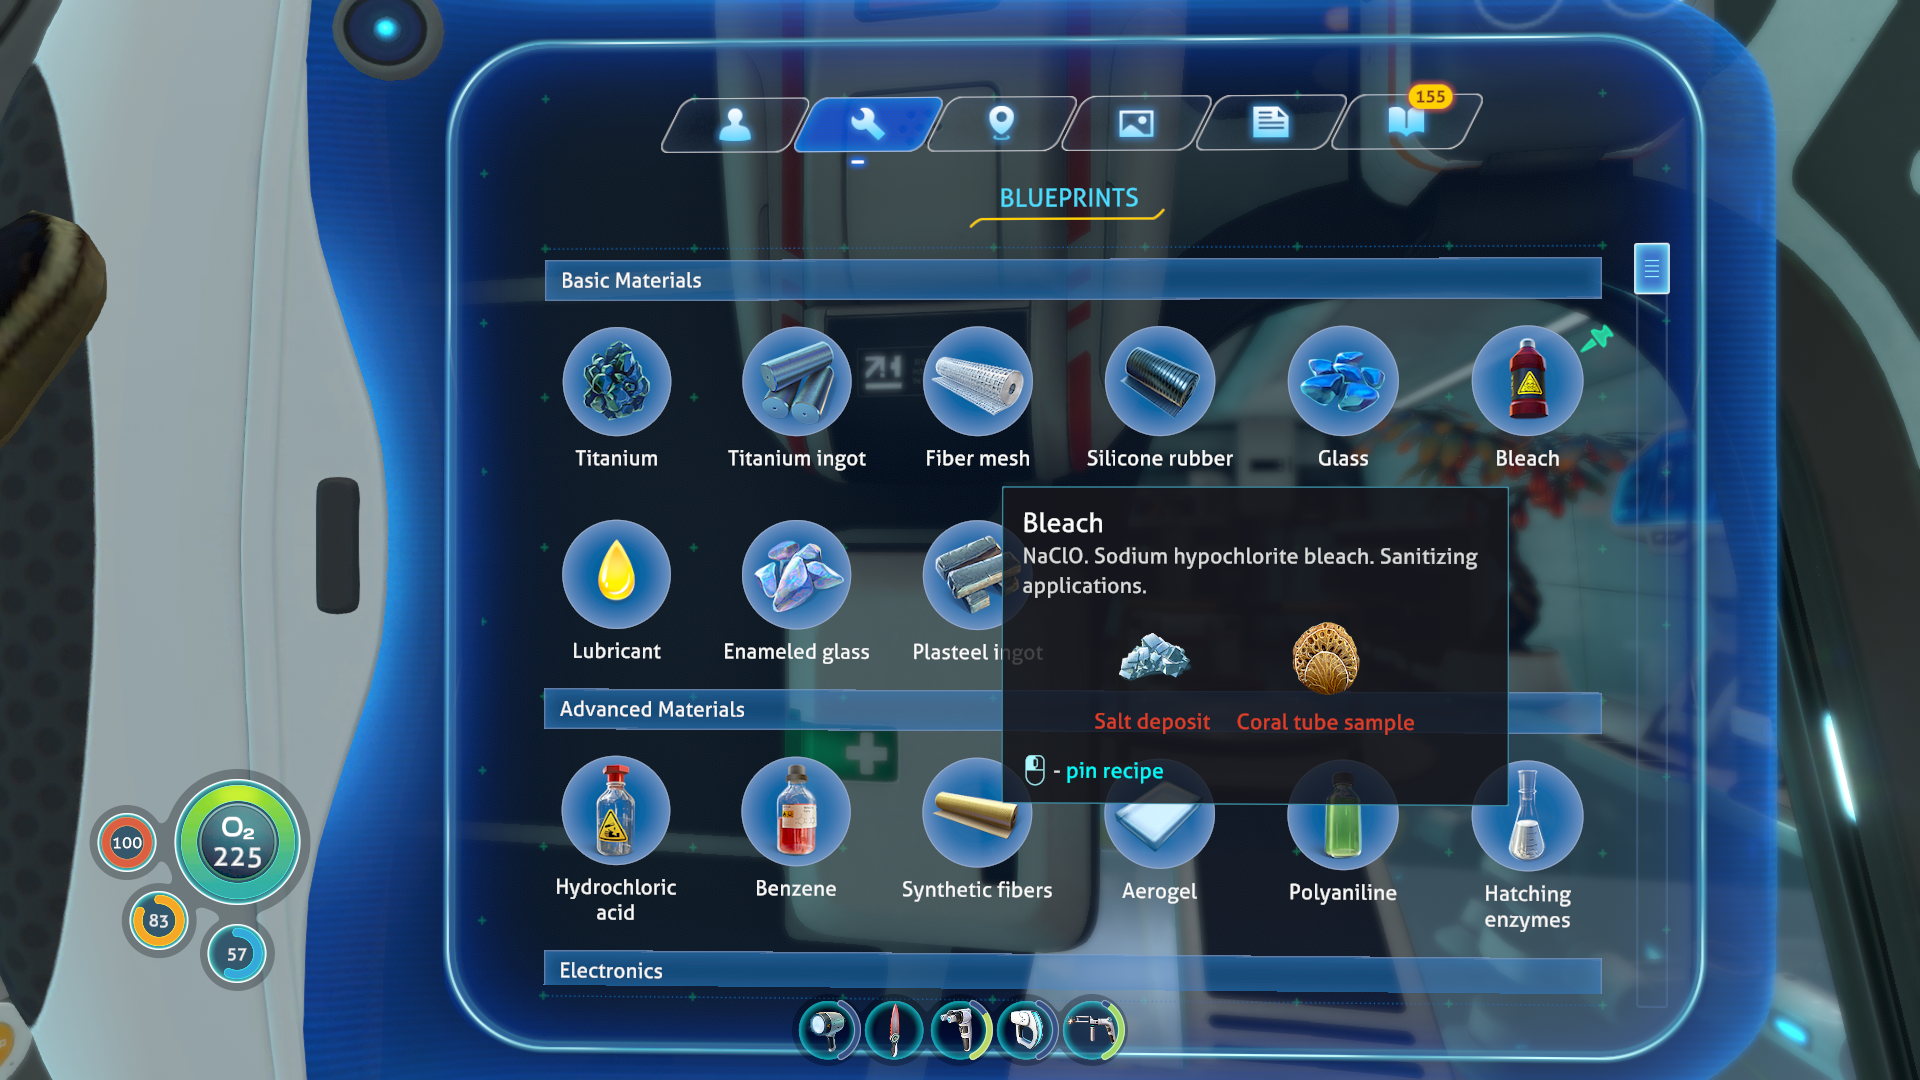 155
BLUEPRINTS
Basic Materials
Titanium
Titanium ingot
Fiber mesh
Silicone rubber
Glass
Bleach
Bleach
NaClO. Sodium hypochlorite bleach. Sanitizing
applications.
Lubricant
Enameled glass
Plasteel ingot
Salt deposit
Coral tube sample
Advanced Materials
- pin recipe
Hydrochloric
acid
Benzene
Synthetic fibers
Aerogel
Polyaniline
Hatching
enzymes
Electronics
O₂
225
100
83
57